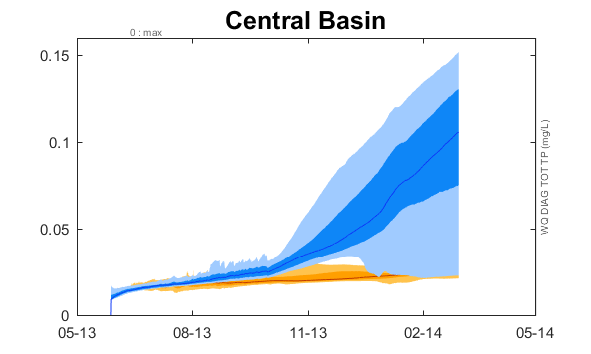 Central Basin
0 : max
0.15
0.1
0.05
0
05-13 08-13 11-13 02-14 05-14
WQ DIAG TOT TP (mg/L)